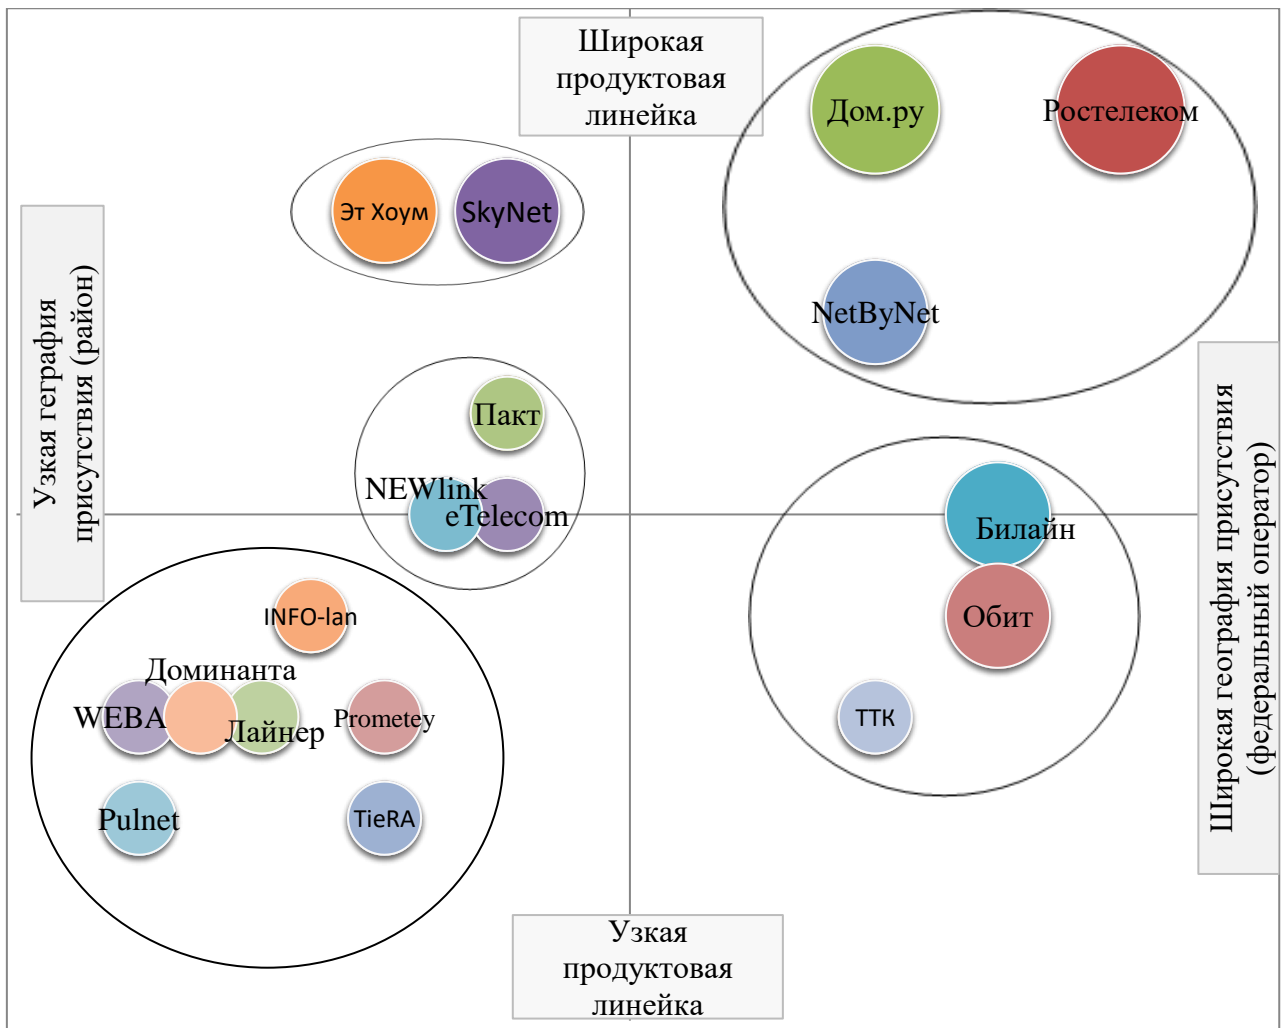 Широкая
продуктовая
линейка
Дом.ру
Ростелеком
Эт Хоум
SkyNet
NetByNet
Узкая геграфия
присутствия (район)
Пакт
NEWlink
eTelecom
Билайн
Обит
ТТК
Широкая география присутствия
(федеральный оператор)
INFO-lan
Доминанта
WEBA
Лайнер
Prometey
Pulnet
TieRA
Узкая
продуктовая
линейка